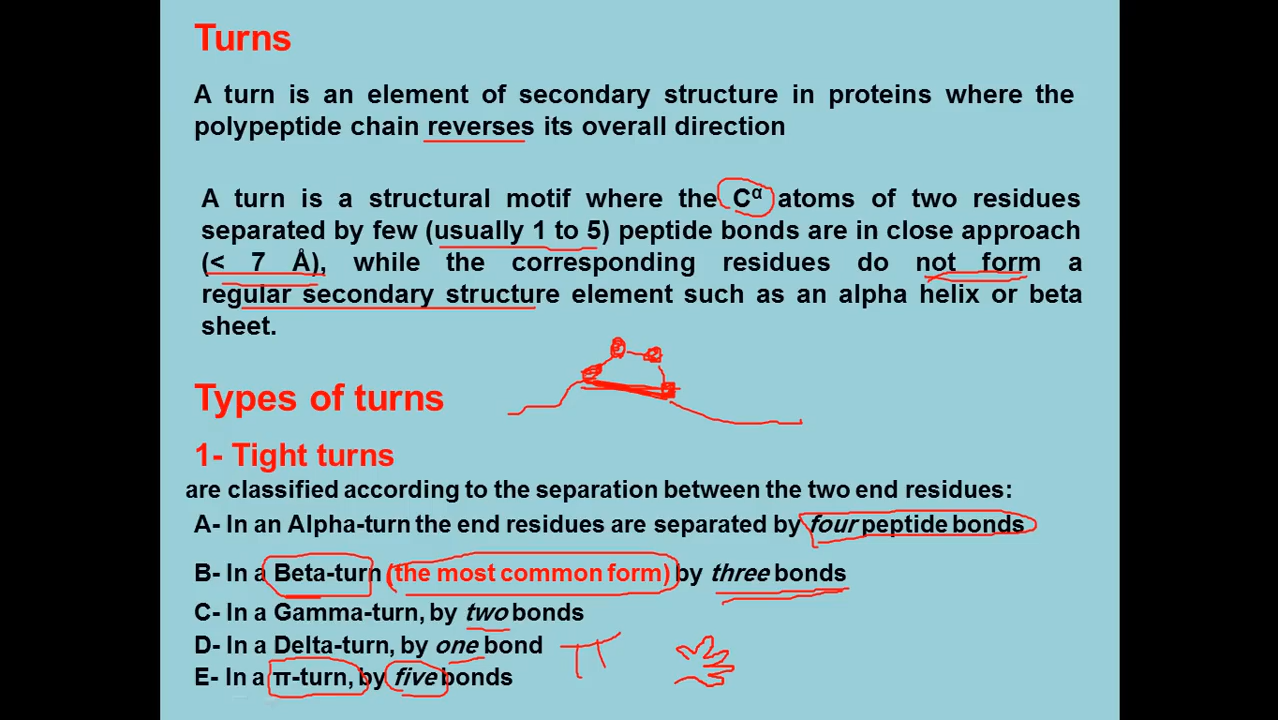 Turns
A turn is an element of secondary structure in proteins where the
polypeptide chain reverses its overall direction
A turn is a structural motif where the Cα atoms of two residues
separated by few (usually 1 to 5) peptide bonds are in close approach
(< 7 Å), while the corresponding residues do not form a
regular secondary structure element such as an alpha helix or beta
sheet.
Types of turns
1- Tight turns
are classified according to the separation between the two end residues:
A- In an Alpha-turn the end residues are separated by four peptide bonds
B- In a Beta-turn (the most common form) by three bonds
C- In a Gamma-turn, by two bonds
D- In a Delta-turn, by one bond
π
E- In a π-turn, by five bonds